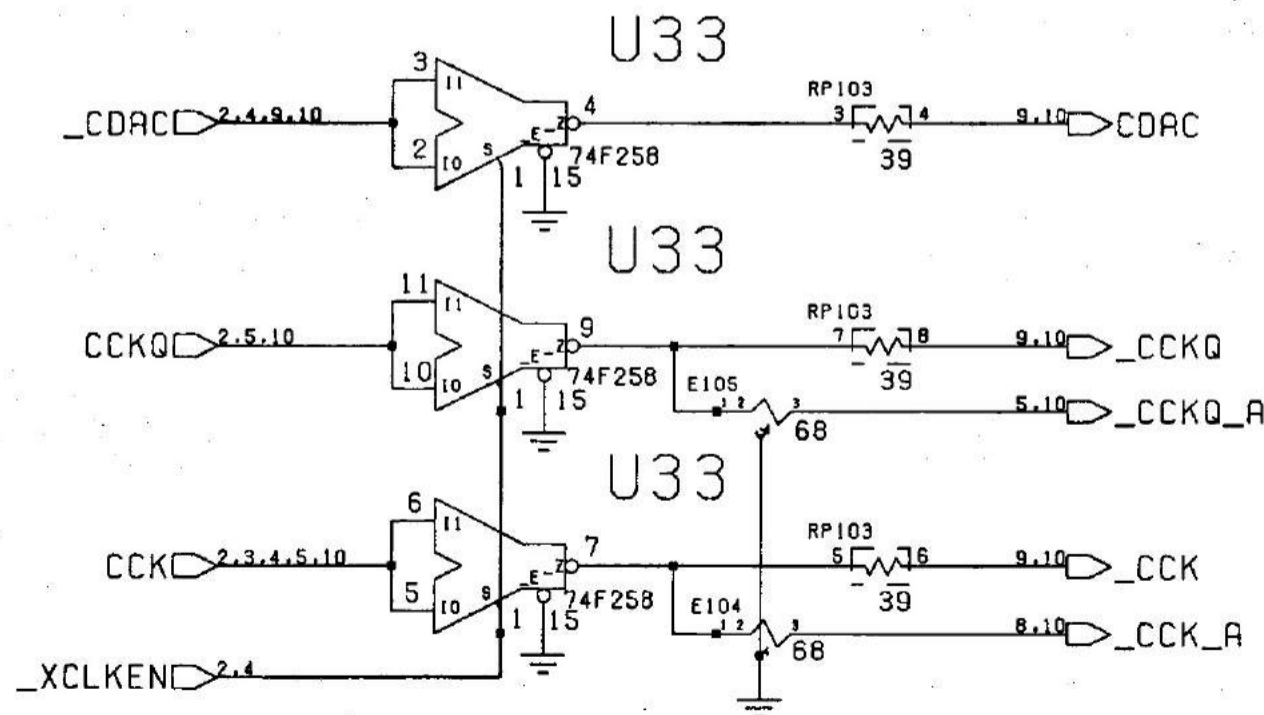 U33
3 I1 4 RP103
_CDAC 2,4,9,10 Z 3 4 9,10 CDAC
2 I0 S _E- 74F258 - 39
1 15
U33
11 I1 9 RP103
CCKQ 2,5,10 Z 7 8 9,10 _CCKQ
10 I0 S _E- 74F258 - 39
1 15 E105 1 2 3 5,10 _CCKQ_A
68
U33
6 I1 7 RP103
CCK 2,3,4,5,10 Z 5 6 9,10 _CCK
5 I0 S _E- 74F258 - 39
1 15 E104 1 2 3 8,10 _CCK_A
68
_XCLKEN 2,4